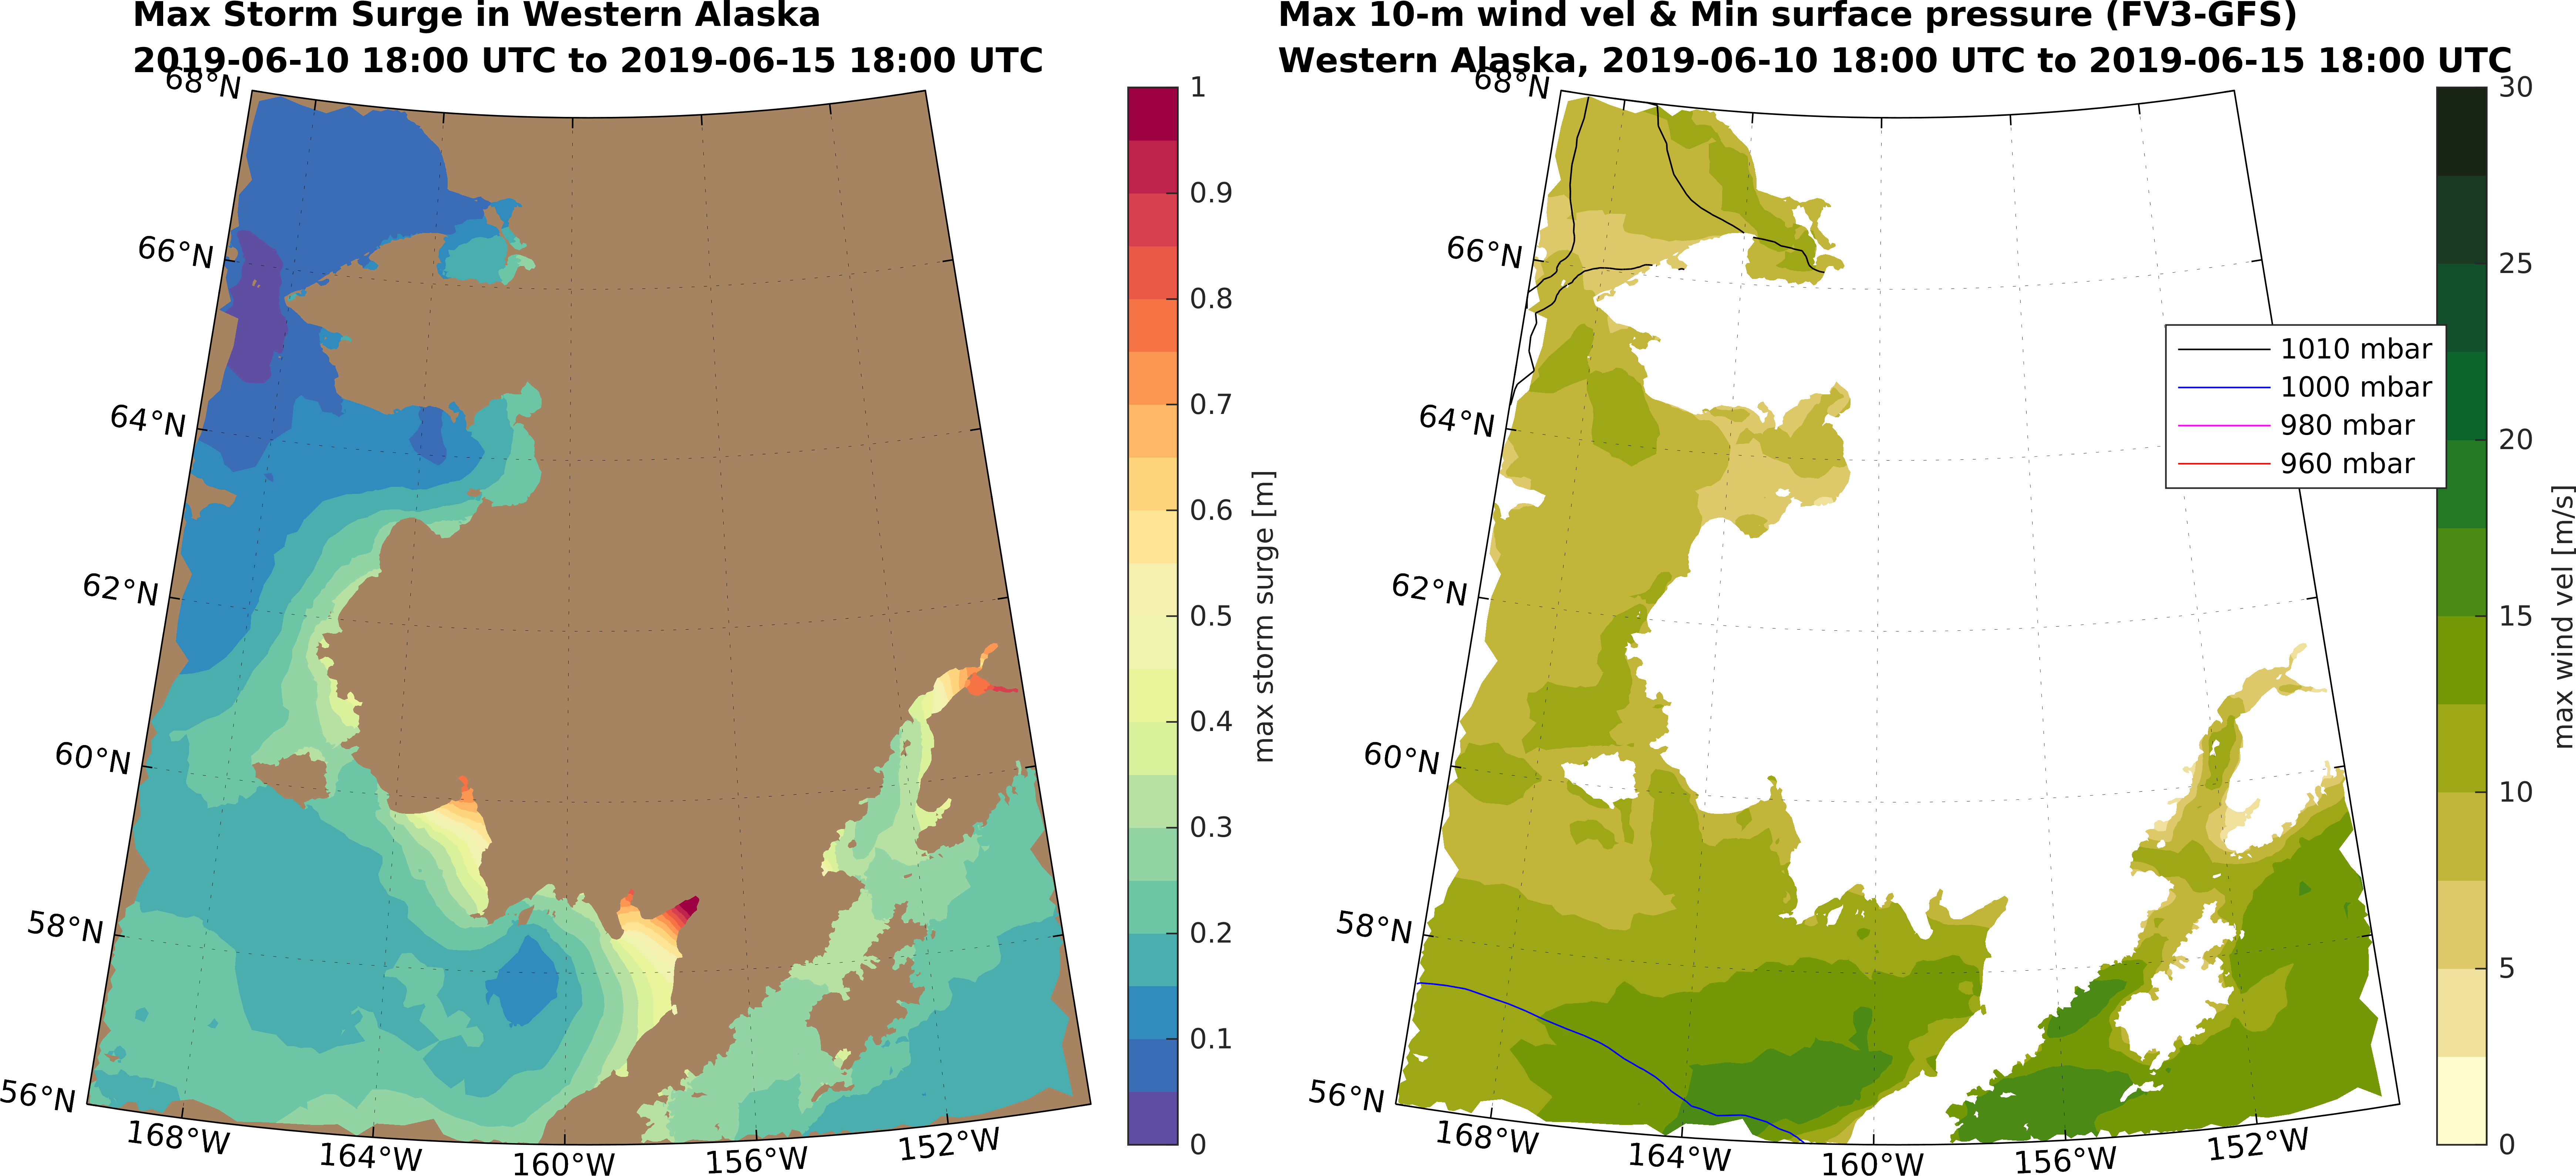 Max Storm Surge in Western Alaska
2019-06-10 18:00 UTC to 2019-06-15 18:00 UTC
68°N
66°N
64°N
62°N
60°N
58°N
56°N
168°W
164°W
160°W
156°W
152°W
1
0.9
0.8
0.7
0.6
0.5
0.4
0.3
0.2
0.1
0
max storm surge [m]
Max 10-m wind vel & Min surface pressure (FV3-GFS)
Western Alaska, 2019-06-10 18:00 UTC to 2019-06-15 18:00 UTC
68°N
66°N
64°N
62°N
60°N
58°N
56°N
168°W
164°W
160°W
156°W
152°W
1010 mbar
1000 mbar
980 mbar
960 mbar
30
25
20
15
10
5
0
max wind vel [m/s]